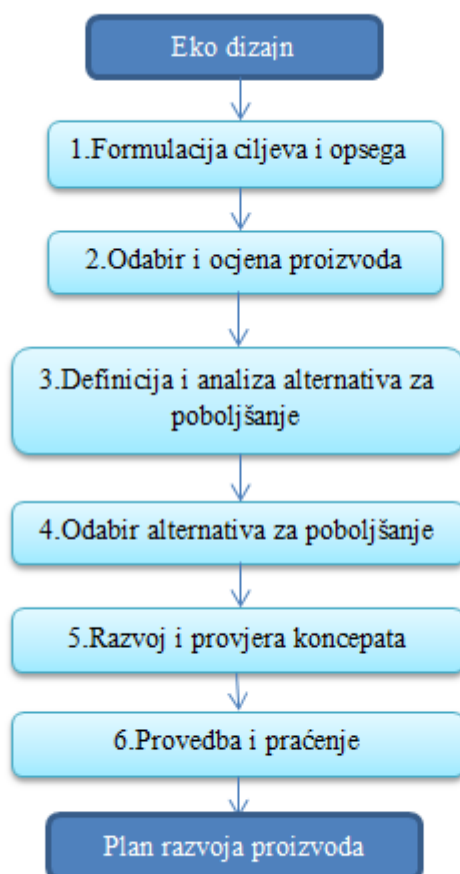 Eko dizajn
1.Formulacija ciljeva i opsega
2.Odabir i ocjena proizvoda
3.Definicija i analiza alternativa za
poboljšanje
4.Odabir alternativa za poboljšanje
5.Razvoj i provjera koncepata
6.Provedba i praćenje
Plan razvoja proizvoda